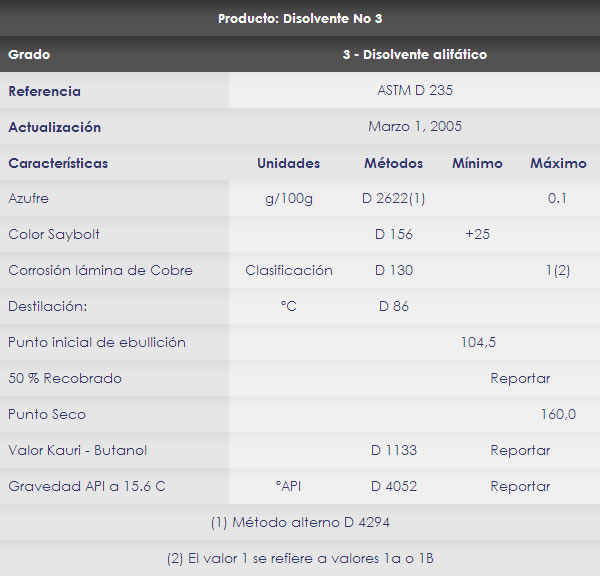 Producto: Disolvente No 3
Grado 3 - Disolvente alifático
Referencia ASTM D 235
Actualización Marzo 1, 2005
Características Unidades Métodos Mínimo Máximo
Azufre g/100g D 2622(1) 0.1
Color Saybolt D 156 +25
Corrosión lámina de Cobre Clasificación D 130 1(2)
Destilación: °C D 86
Punto inicial de ebullición 104,5
50 % Recobrado Reportar
Punto Seco 160,0
Valor Kauri - Butanol D 1133 Reportar
Gravedad API a 15.6 C °API D 4052 Reportar
(1) Método alterno D 4294
(2) El valor 1 se refiere a valores 1a o 1B